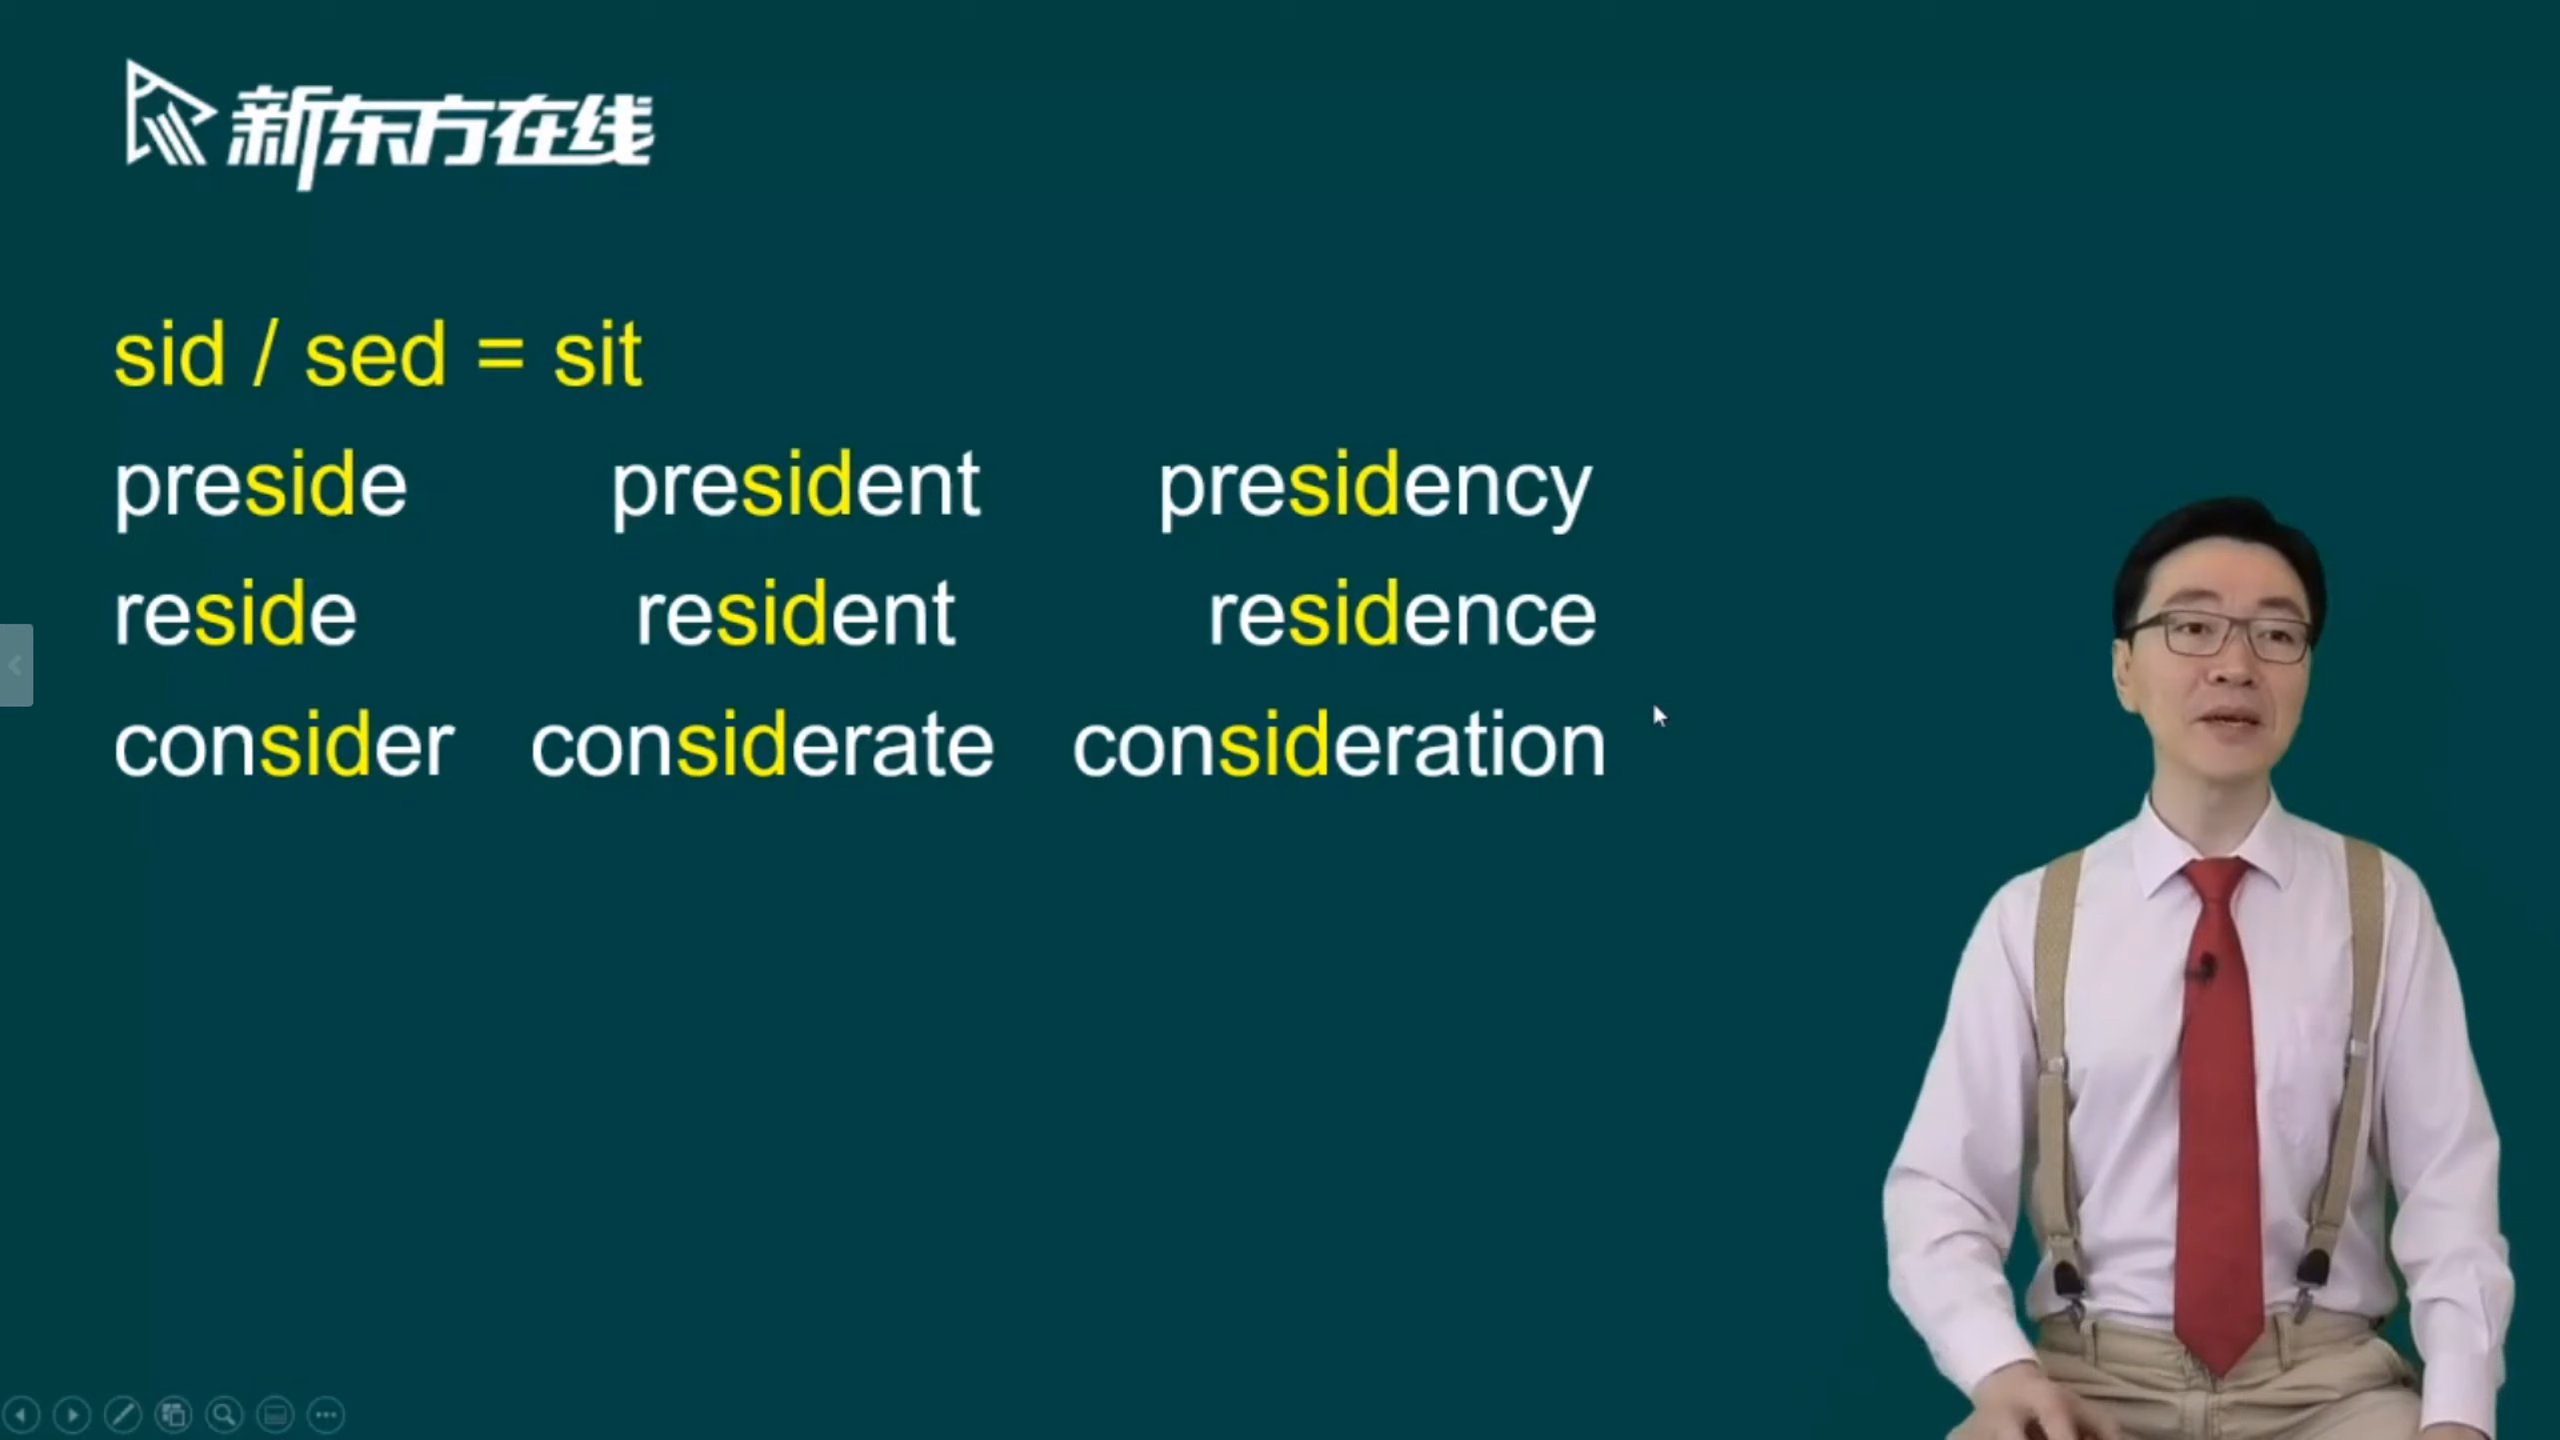 新东方在线
sid / sed = sit
preside president presidency
reside resident residence
consider considerate consideration